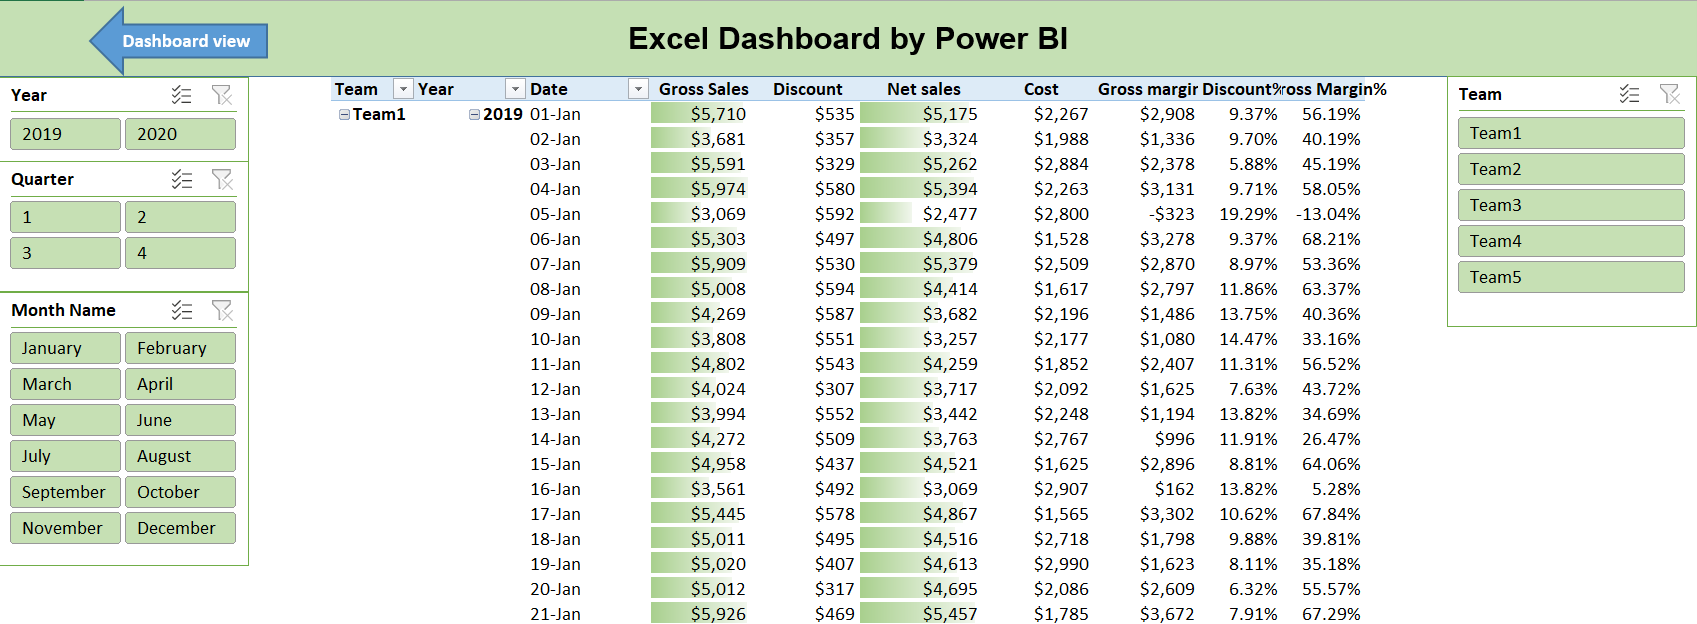 Dashboard view
Excel Dashboard by Power BI
Year
2019 2020
Quarter
1 2
3 4
Month Name
January February
March April
May June
July August
September October
November December
Team Year Date Gross Sales Discount Net sales Cost Gross margin Discount% ross Margin%
Team1 2019 01-Jan $5,710 $535 $5,175 $2,267 $2,908 9.37% 56.19%
02-Jan $3,681 $357 $3,324 $1,988 $1,336 9.70% 40.19%
03-Jan $5,591 $329 $5,262 $2,884 $2,378 5.88% 45.19%
04-Jan $5,974 $580 $5,394 $2,263 $3,131 9.71% 58.05%
05-Jan $3,069 $592 $2,477 $2,800 -$323 19.29% -13.04%
06-Jan $5,303 $497 $4,806 $1,528 $3,278 9.37% 68.21%
07-Jan $5,909 $530 $5,379 $2,509 $2,870 8.97% 53.36%
08-Jan $5,008 $594 $4,414 $1,617 $2,797 11.86% 63.37%
09-Jan $4,269 $587 $3,682 $2,196 $1,486 13.75% 40.36%
10-Jan $3,808 $551 $3,257 $2,177 $1,080 14.47% 33.16%
11-Jan $4,802 $543 $4,259 $1,852 $2,407 11.31% 56.52%
12-Jan $4,024 $307 $3,717 $2,092 $1,625 7.63% 43.72%
13-Jan $3,994 $552 $3,442 $2,248 $1,194 13.82% 34.69%
14-Jan $4,272 $509 $3,763 $2,767 $996 11.91% 26.47%
15-Jan $4,958 $437 $4,521 $1,625 $2,896 8.81% 64.06%
16-Jan $3,561 $492 $3,069 $2,907 $162 13.82% 5.28%
17-Jan $5,445 $578 $4,867 $1,565 $3,302 10.62% 67.84%
18-Jan $5,011 $495 $4,516 $2,718 $1,798 9.88% 39.81%
19-Jan $5,020 $407 $4,613 $2,990 $1,623 8.11% 35.18%
20-Jan $5,012 $317 $4,695 $2,086 $2,609 6.32% 55.57%
21-Jan $5,926 $469 $5,457 $1,785 $3,672 7.91% 67.29%
Team
Team1
Team2
Team3
Team4
Team5